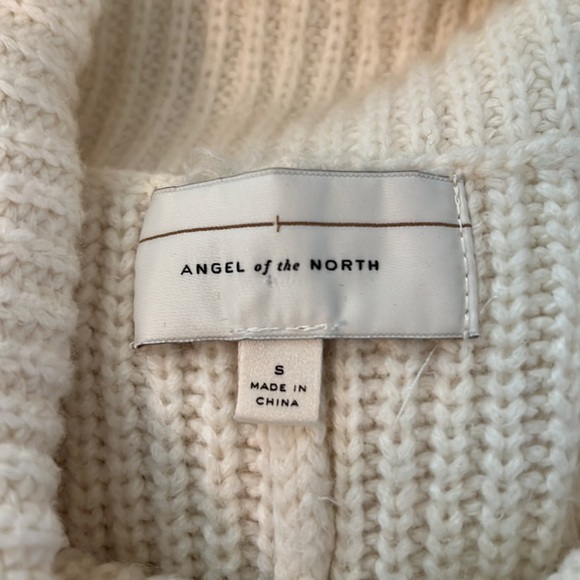 ANGEL of the NORTH
S
MADE IN
CHINA